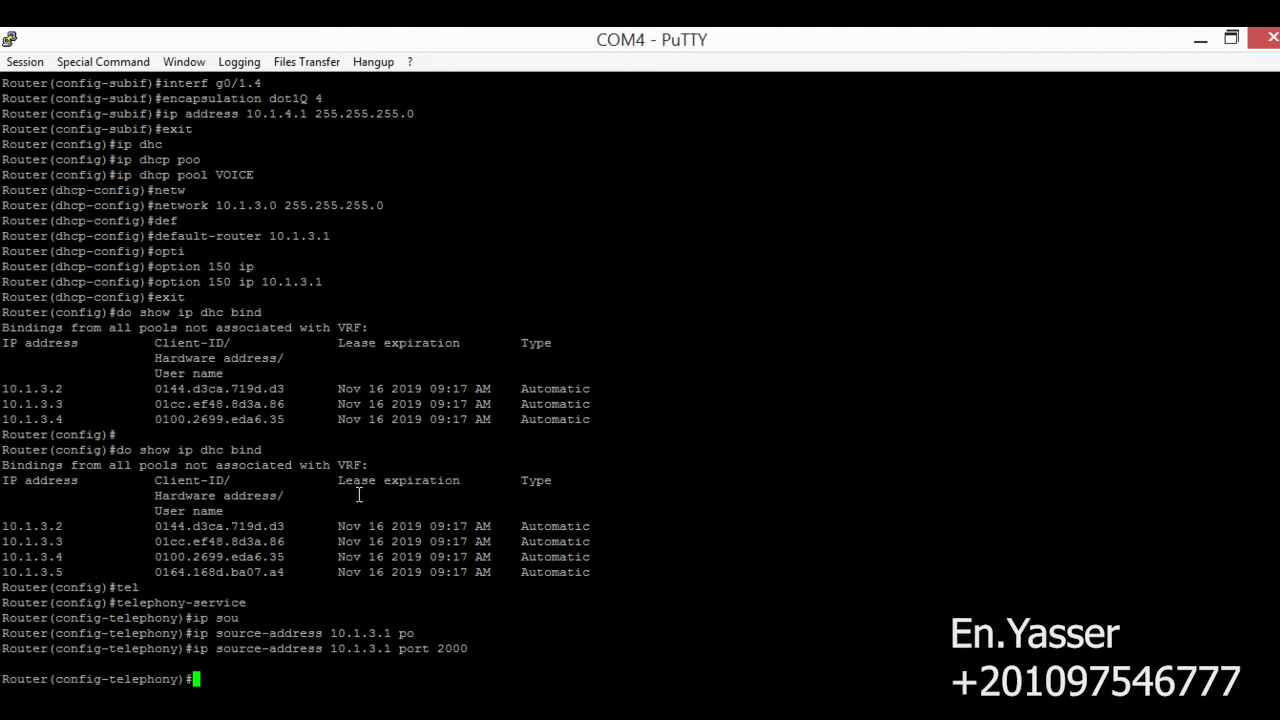 COM4 - PuTTY
Session Special Command Window Logging Files Transfer Hangup ?
Router(config-subif)#interf g0/1.4
Router(config-subif)#encapsulation dot1Q 4
Router(config-subif)#ip address 10.1.4.1 255.255.255.0
Router(config-subif)#exit
Router(config)#ip dhc
Router(config)#ip dhcp poo
Router(config)#ip dhcp pool VOICE
Router(dhcp-config)#netw
Router(dhcp-config)#network 10.1.3.0 255.255.255.0
Router(dhcp-config)#def
Router(dhcp-config)#default-router 10.1.3.1
Router(dhcp-config)#opti
Router(dhcp-config)#option 150 ip
Router(dhcp-config)#option 150 ip 10.1.3.1
Router(dhcp-config)#exit
Router(config)#do show ip dhc bind
Bindings from all pools not associated with VRF:
IP address Client-ID/ Lease expiration Type
Hardware address/
User name
10.1.3.2 0144.d3ca.719d.d3 Nov 16 2019 09:17 AM Automatic
10.1.3.3 01cc.ef48.8d3a.86 Nov 16 2019 09:17 AM Automatic
10.1.3.4 0100.2699.eda6.35 Nov 16 2019 09:17 AM Automatic
Router(config)#
Router(config)#do show ip dhc bind
Bindings from all pools not associated with VRF:
IP address Client-ID/ Lease expiration Type
Hardware address/
User name
10.1.3.2 0144.d3ca.719d.d3 Nov 16 2019 09:17 AM Automatic
10.1.3.3 01cc.ef48.8d3a.86 Nov 16 2019 09:17 AM Automatic
10.1.3.4 0100.2699.eda6.35 Nov 16 2019 09:17 AM Automatic
10.1.3.5 0164.168d.ba07.a4 Nov 16 2019 09:17 AM Automatic
Router(config)#tel
Router(config)#telephony-service
Router(config-telephony)#ip sou
Router(config-telephony)#ip source-address 10.1.3.1 po
Router(config-telephony)#ip source-address 10.1.3.1 port 2000
Router(config-telephony)#
En.Yasser
+201097546777